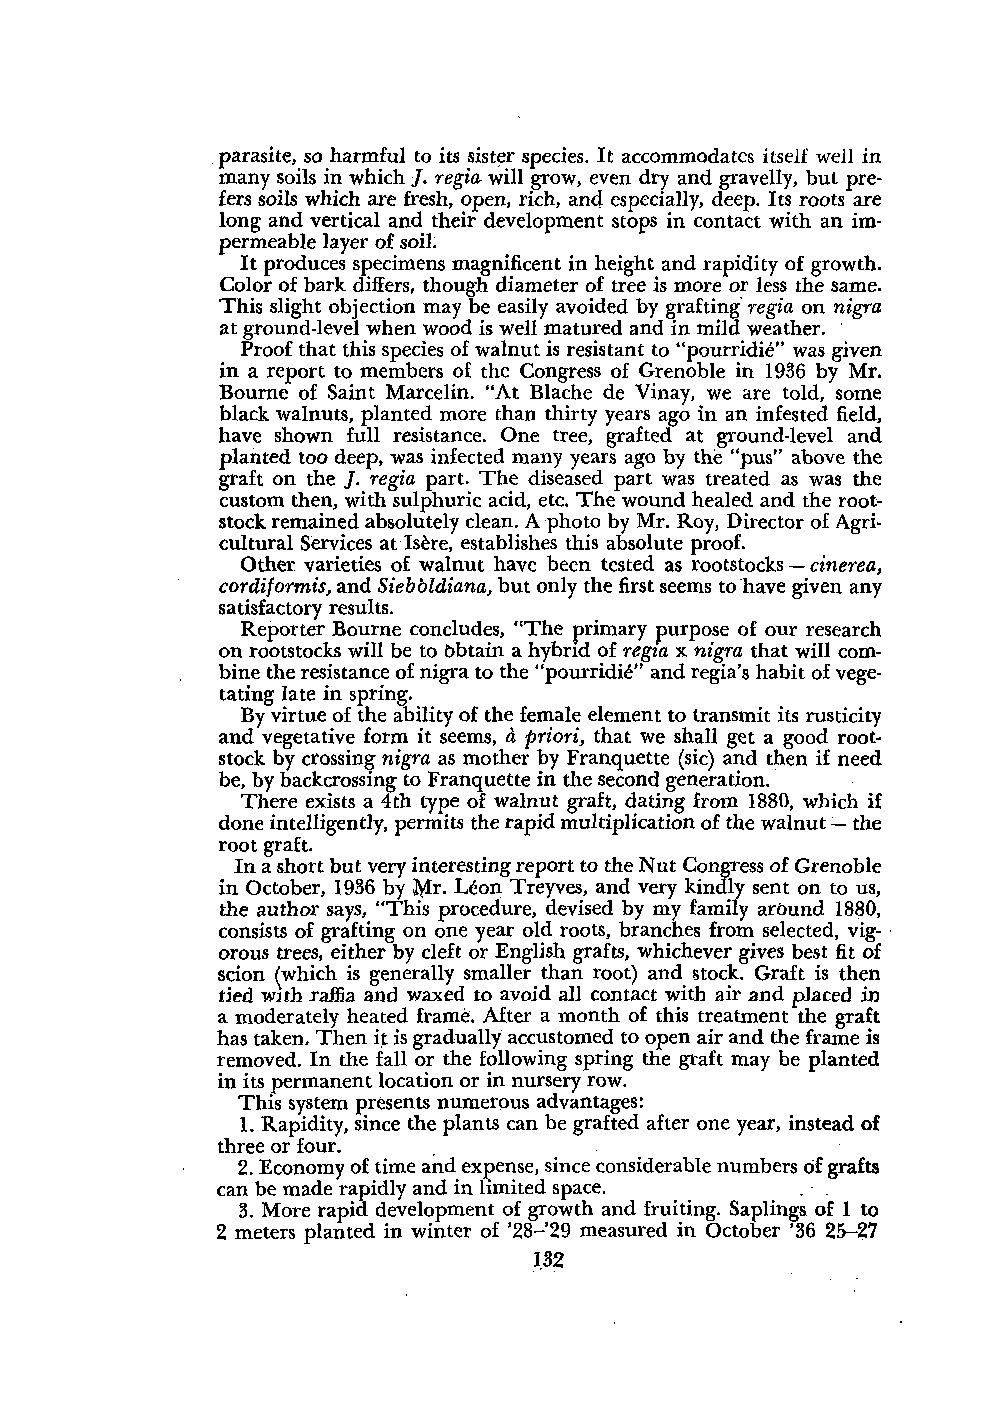 parasite, so harmful to its sister species. It accommodates itself well in
many soils in which J. regia will grow, even dry and gravelly, but pre-
fers soils which are fresh, open, rich, and especially, deep. Its roots are
long and vertical and their development stops in contact with an im-
permeable layer of soil.
It produces specimens magnificent in height and rapidity of growth.
Color of bark differs, though diameter of tree is more or less the same.
This slight objection may be easily avoided by grafting regia on nigra
at ground-level when wood is well matured and in mild weather.
Proof that this species of walnut is resistant to "pourridié" was given
in a report to members of the Congress of Grenoble in 1936 by Mr.
Bourne of Saint Marcelin. "At Blache de Vinay, we are told, some
black walnuts, planted more than thirty years ago in an infested field,
have shown full resistance. One tree, grafted at ground-level and
planted too deep, was infected many years ago by the "pus" above the
graft on the J. regia part. The diseased part was treated as was the
custom then, with sulphuric acid, etc. The wound healed and the root-
stock remained absolutely clean. A photo by Mr. Roy, Director of Agri-
cultural Services at Isère, establishes this absolute proof.
Other varieties of walnut have been tested as rootstocks — cinerea,
cordiformis, and Sieboldiana, but only the first seems to have given any
satisfactory results.
Reporter Bourne concludes, "The primary purpose of our research
on rootstocks will be to obtain a hybrid of regia x nigra that will com-
bine the resistance of nigra to the "pourridié" and regia's habit of vege-
tating late in spring.
By virtue of the ability of the female element to transmit its rusticity
and vegetative form it seems, à priori, that we shall get a good root-
stock by crossing nigra as mother by Franquette (sic) and then if need
be, by backcrossing to Franquette in the second generation.
There exists a 4th type of walnut graft, dating from 1880, which if
done intelligently, permits the rapid multiplication of the walnut — the
root graft.
In a short but very interesting report to the Nut Congress of Grenoble
in October, 1936 by Mr. Léon Treyves, and very kindly sent on to us,
the author says, "This procedure, devised by my family around 1880,
consists of grafting on one year old roots, branches from selected, vig-
orous trees, either by cleft or English grafts, whichever gives best fit of
scion (which is generally smaller than root) and stock. Graft is then
tied with raffia and waxed to avoid all contact with air and placed in
a moderately heated frame. After a month of this treatment the graft
has taken. Then it is gradually accustomed to open air and the frame is
removed. In the fall or the following spring the graft may be planted
in its permanent location or in nursery row.
This system presents numerous advantages:
1. Rapidity, since the plants can be grafted after one year, instead of
three or four.
2. Economy of time and expense, since considerable numbers of grafts
can be made rapidly and in limited space.
3. More rapid development of growth and fruiting. Saplings of 1 to
2 meters planted in winter of '28–'29 measured in October '36 25–27
132